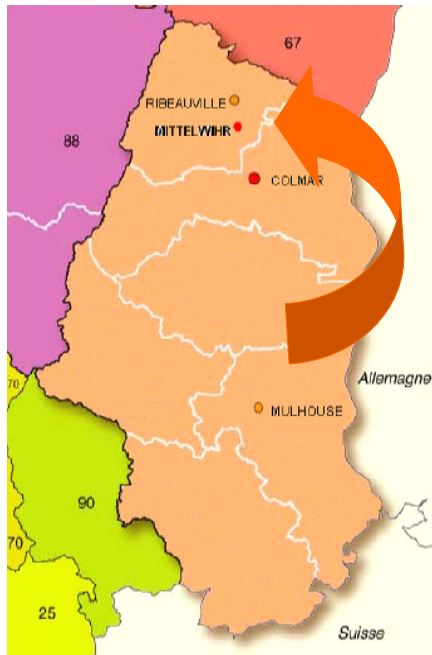 67
RIBEAUVILLE
MITTELWIHR
88
COLMAR
Allemagne
70
MULHOUSE
90
70
25
Suisse